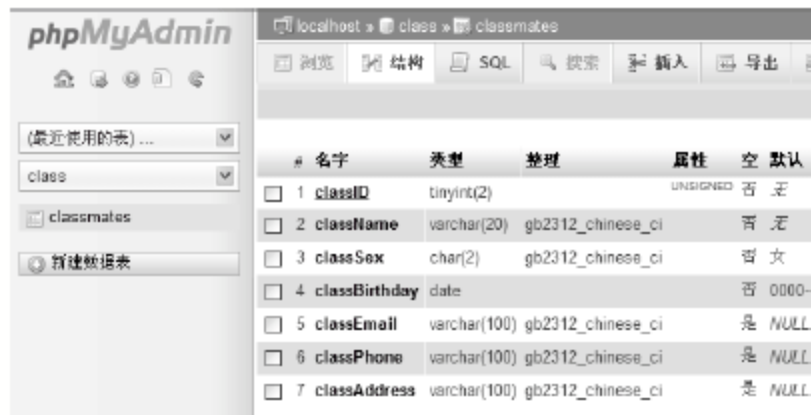 phpMyAdmin
localhost » class » classmates
浏览 结构 SQL 搜索 插入 导出
(最近使用的表) ...
class
classmates
新建数据表
# 名字 类型 整理 属性 空 默认
1 classID tinyint(2) UNSIGNED 否 无
2 className varchar(20) gb2312_chinese_ci 否 无
3 classSex char(2) gb2312_chinese_ci 否 女
4 classBirthday date 否 0000-
5 classEmail varchar(100) gb2312_chinese_ci 是 NULL
6 classPhone varchar(100) gb2312_chinese_ci 是 NULL
7 classAddress varchar(100) gb2312_chinese_ci 是 NULL